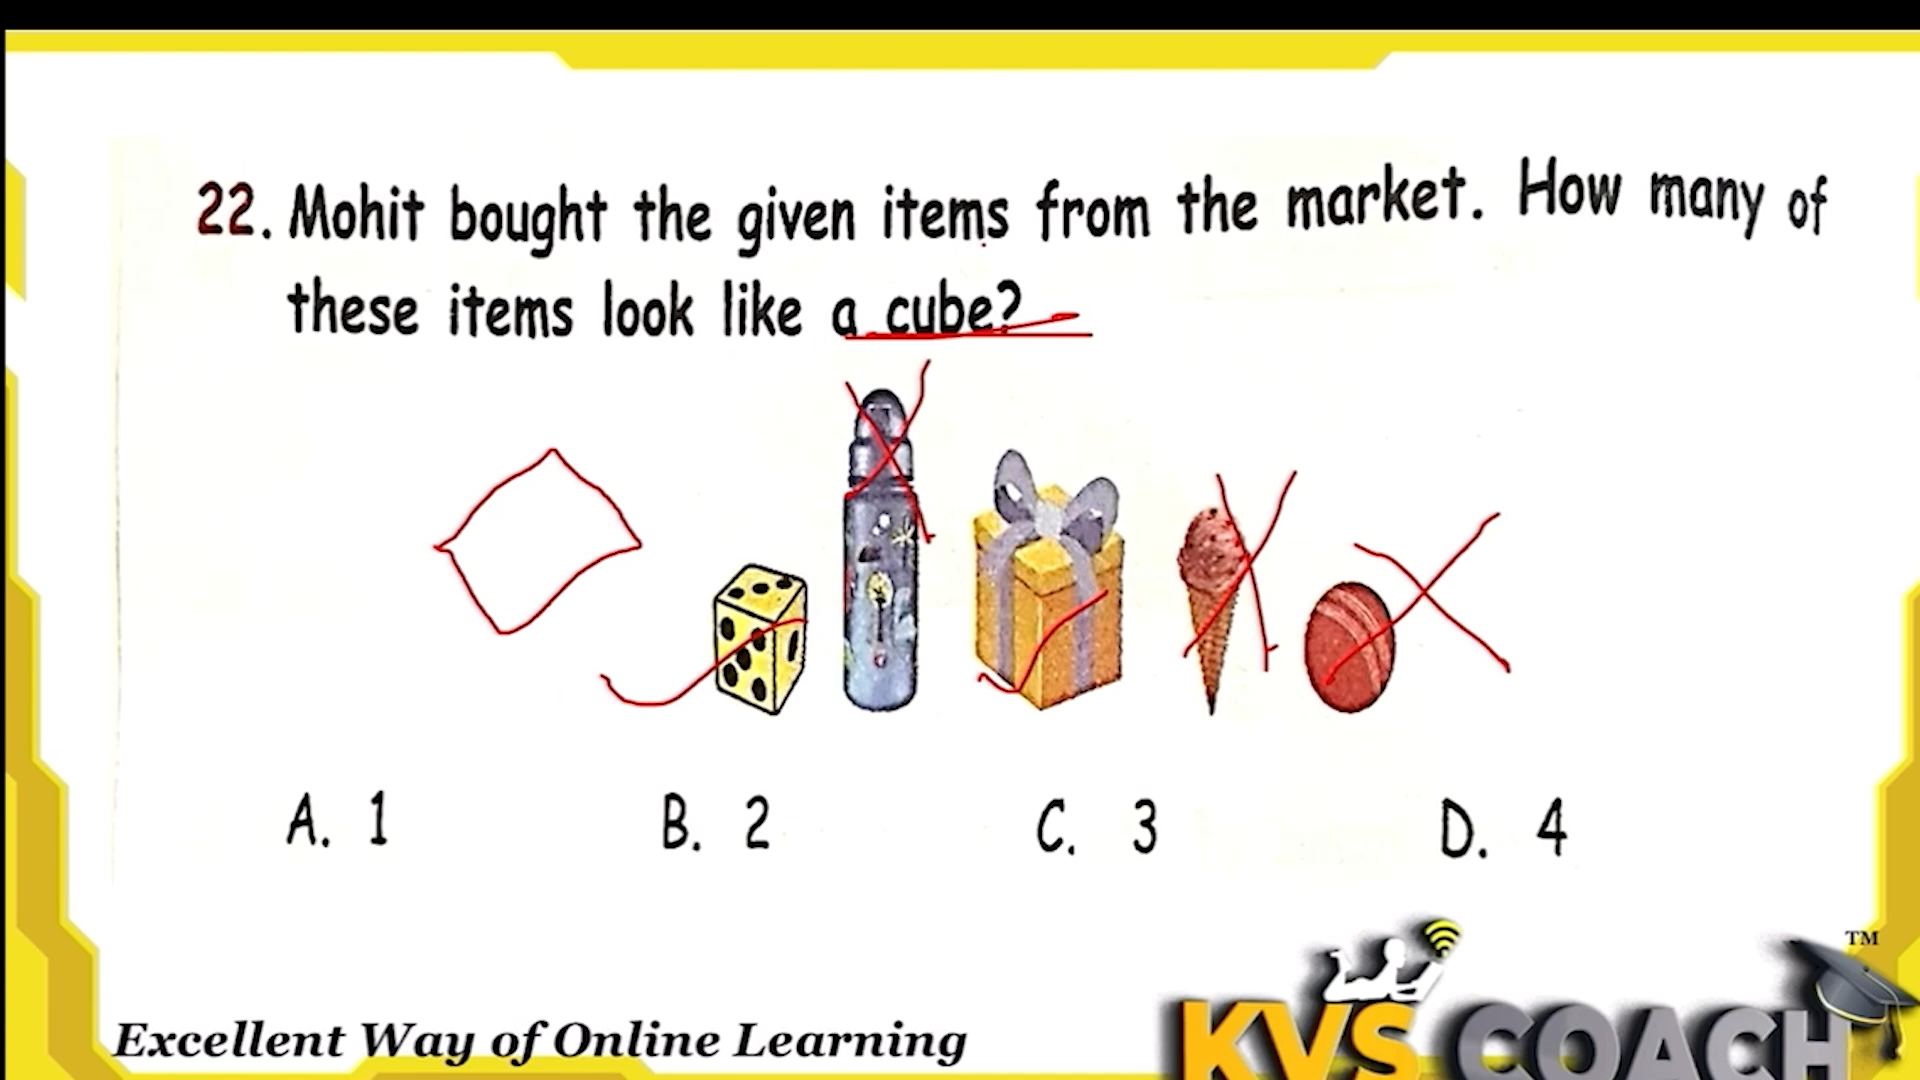 22. Mohit bought the given items from the market. How many of
these items look like a cube?
A. 1 B. 2 C. 3 D. 4
TM
Excellent Way of Online Learning
KVS COACH